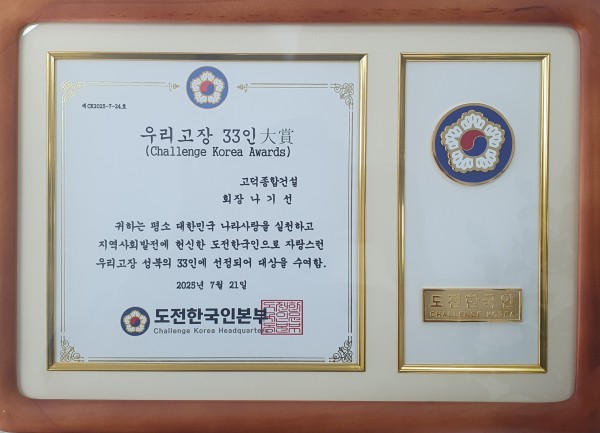 제CK2025-7-24호
우리고장 33인大賞
(Challenge Korea Awards)
고덕종합건설
회장 나기선
귀하는 평소 대한민국 나라사랑을 실천하고
지역사회발전에 헌신한 도전한국인으로 자랑스런
우리고장 성북의 33인에 선정되어 대상을 수여함.
2025년 7월 21일
도전한국인본부
Challenge Korea Headquarter
도전한국인
CHALLENGE KOREA